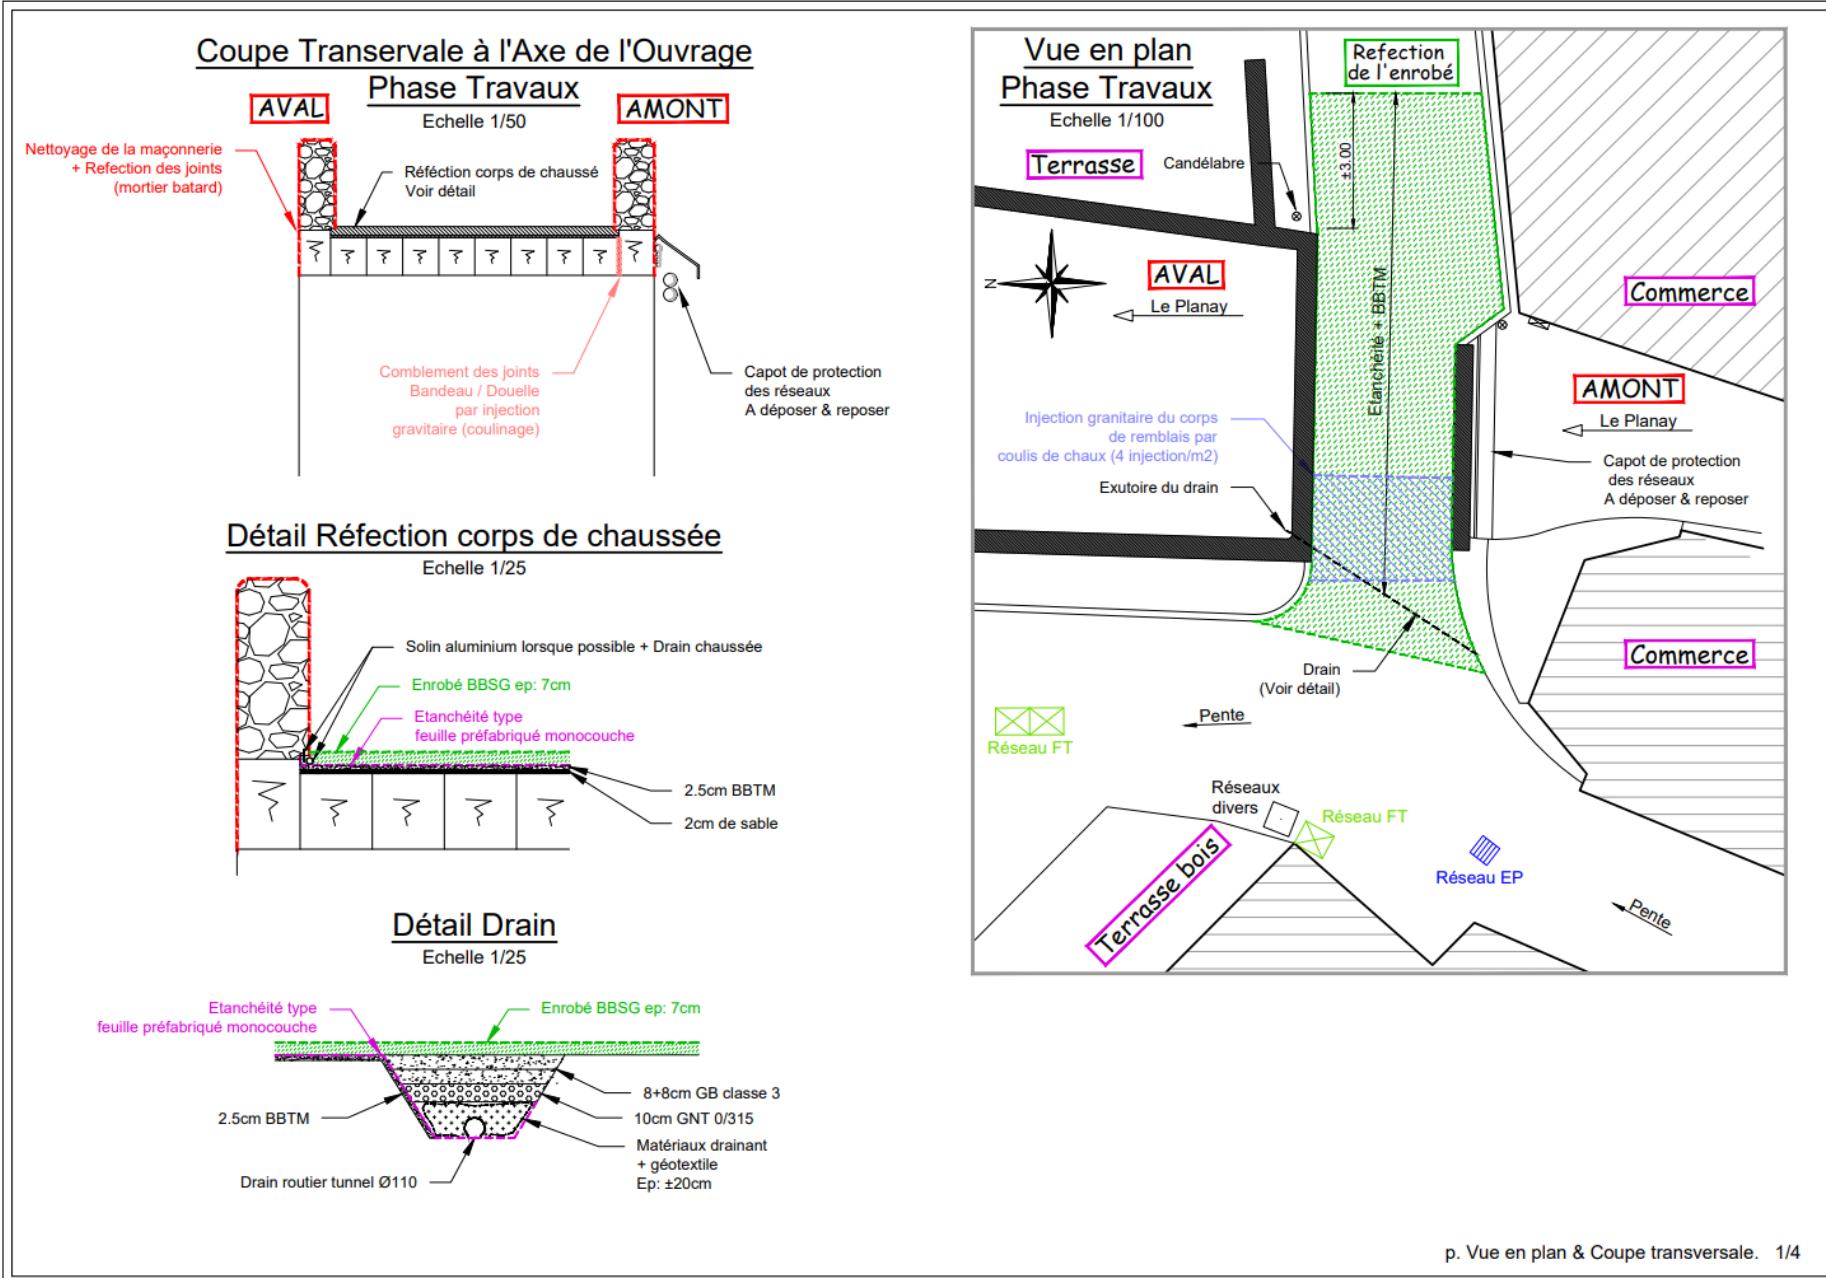 Coupe Transervale à l'Axe de l'Ouvrage
Phase Travaux
Echelle 1/50
AVAL
AMONT
Nettoyage de la maçonnerie
+ Refection des joints
(mortier batard)
Réféction corps de chaussé
Voir détail
Comblement des joints
Bandeau / Douelle
par injection
gravitaire (coulinage)
Capot de protection
des réseaux
A déposer & reposer
Détail Réfection corps de chaussée
Echelle 1/25
Solin aluminium lorsque possible + Drain chaussée
Enrobé BBSG ep: 7cm
Etanchéité type
feuille préfabriqué monocouche
2.5cm BBTM
2cm de sable
Détail Drain
Echelle 1/25
Etanchéité type
feuille préfabriqué monocouche
Enrobé BBSG ep: 7cm
2.5cm BBTM
8+8cm GB classe 3
10cm GNT 0/315
Matériaux drainant
+ géotextile
Ep: ±20cm
Drain routier tunnel Ø110
Vue en plan
Phase Travaux
Echelle 1/100
Refection
de l'enrobé
Terrasse
Candélabre
±3.00
N
AVAL
Le Planay
Etanchéité + BBTM
Commerce
AMONT
Le Planay
Injection granitaire du corps
de remblais par
coulis de chaux (4 injection/m2)
Exutoire du drain
Capot de protection
des réseaux
A déposer & reposer
Commerce
Drain
(Voir détail)
Pente
Réseau FT
Réseaux
divers
Réseau FT
Terrasse bois
Réseau EP
Pente
p. Vue en plan & Coupe transversale. 1/4